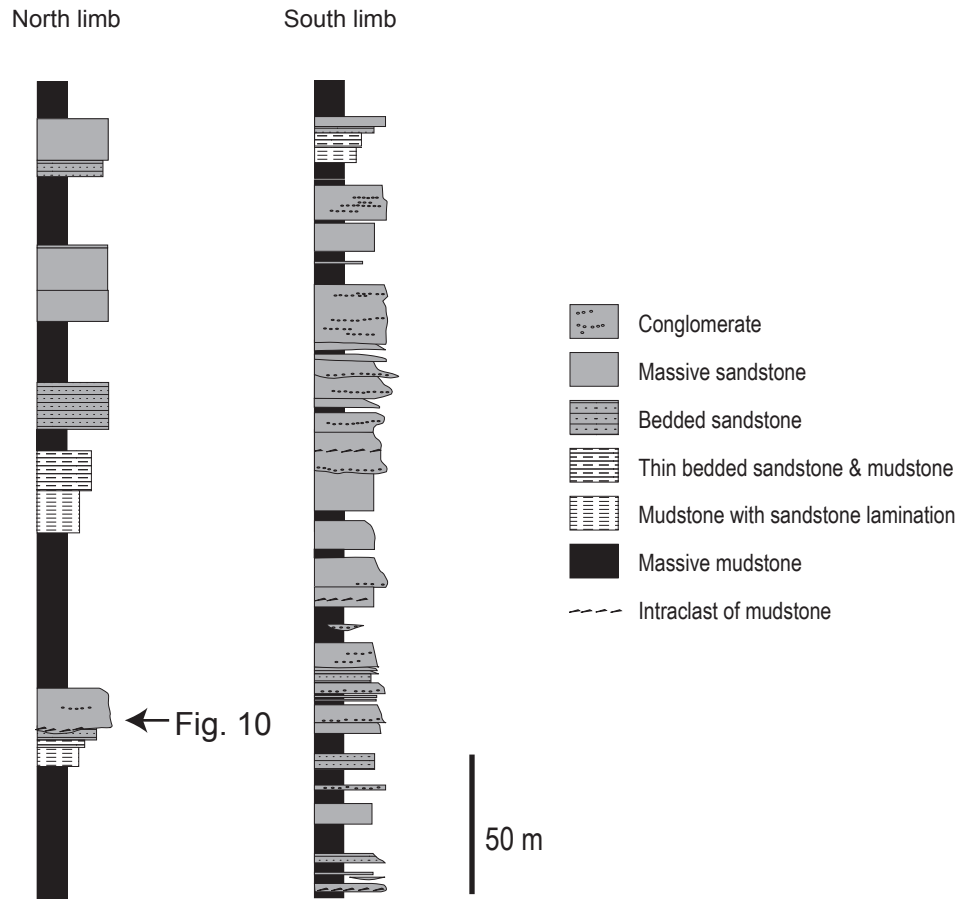 North limb
South limb
Conglomerate
Massive sandstone
Bedded sandstone
Thin bedded sandstone & mudstone
Mudstone with sandstone lamination
Massive mudstone
Intraclast of mudstone
Fig. 10
50 m